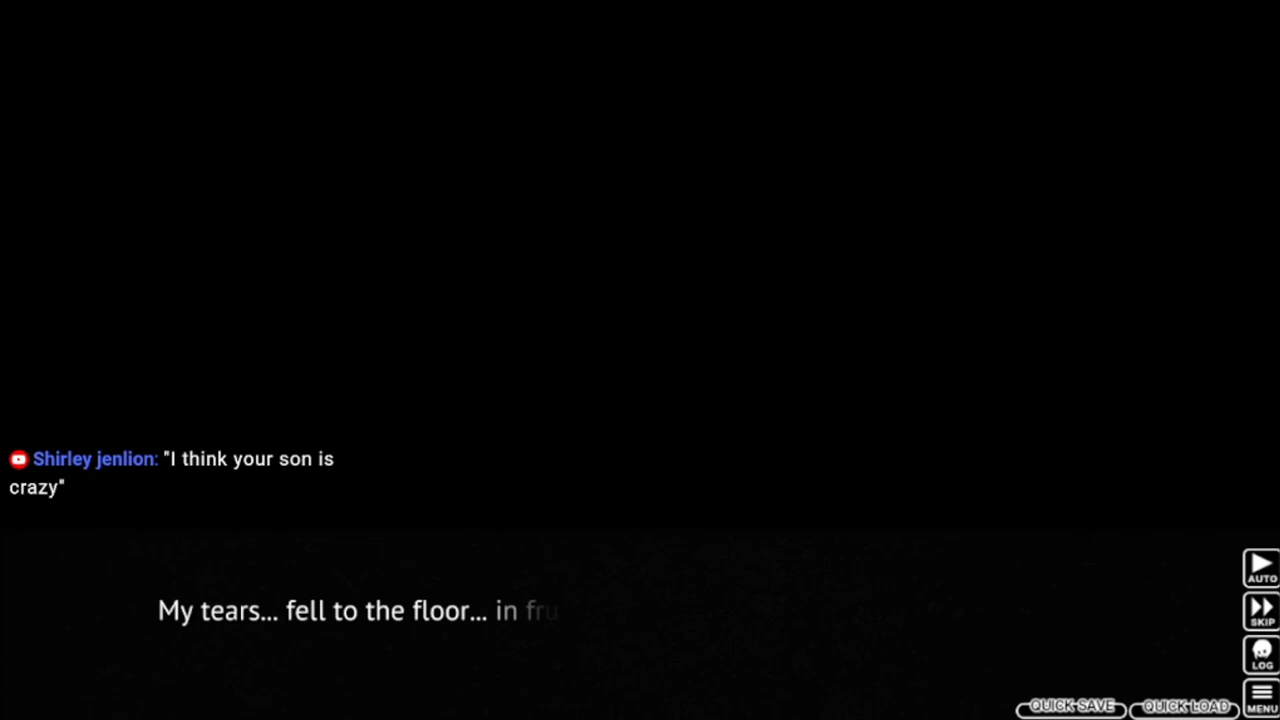 Shirley jenlion: "I think your son is
crazy"
My tears... fell to the floor... in fru
AUTO
SKIP
LOG
MENU
QUICK SAVE
QUICK LOAD